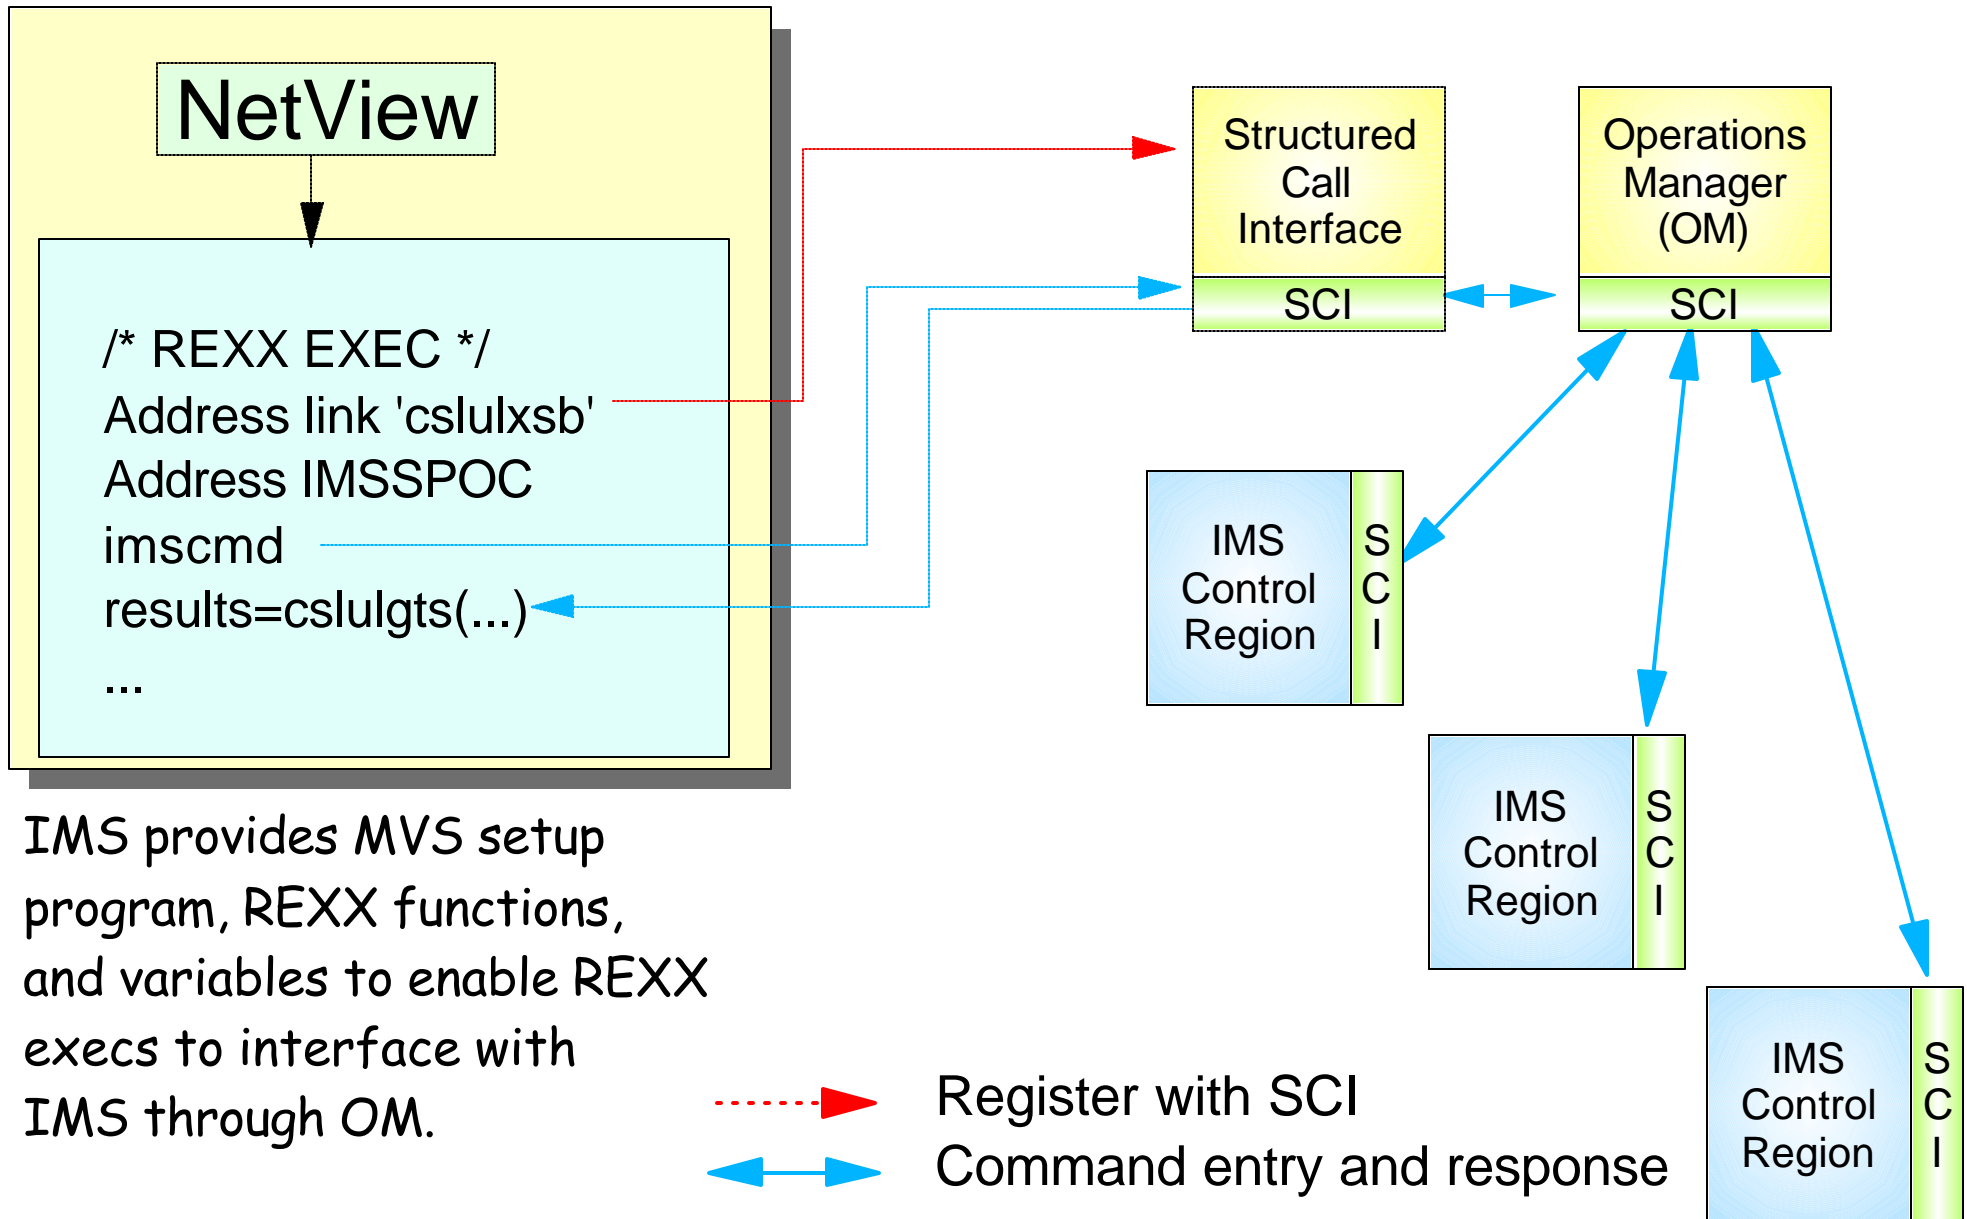 NetView
/* REXX EXEC */
Address link 'cslulxsb'
Address IMSSPOC
imscmd
results=cslulgts(...)
...
Structured
Call
Interface
SCI
Operations
Manager
(OM)
SCI
IMS
Control
Region
S
C
I
IMS
Control
Region
S
C
I
IMS
Control
Region
S
C
I
IMS provides MVS setup
program, REXX functions,
and variables to enable REXX
execs to interface with
IMS through OM.
Register with SCI
Command entry and response